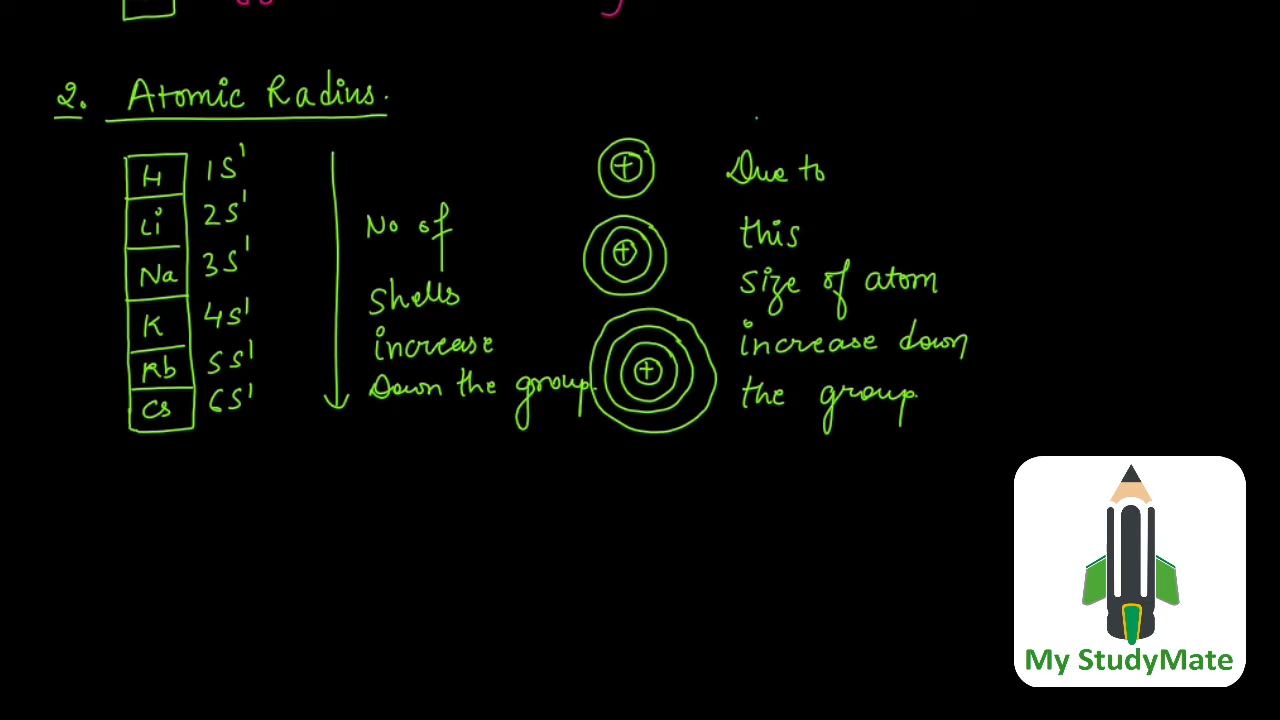 2. Atomic Radius.
H 1S¹
Li 2S¹
Na 3S¹
K 4S¹
Rb 5S¹
Cs 6S¹
No of
shells
increase
Down the group.
+
+
+
Due to
this
size of atom
increase down
the group.
My StudyMate